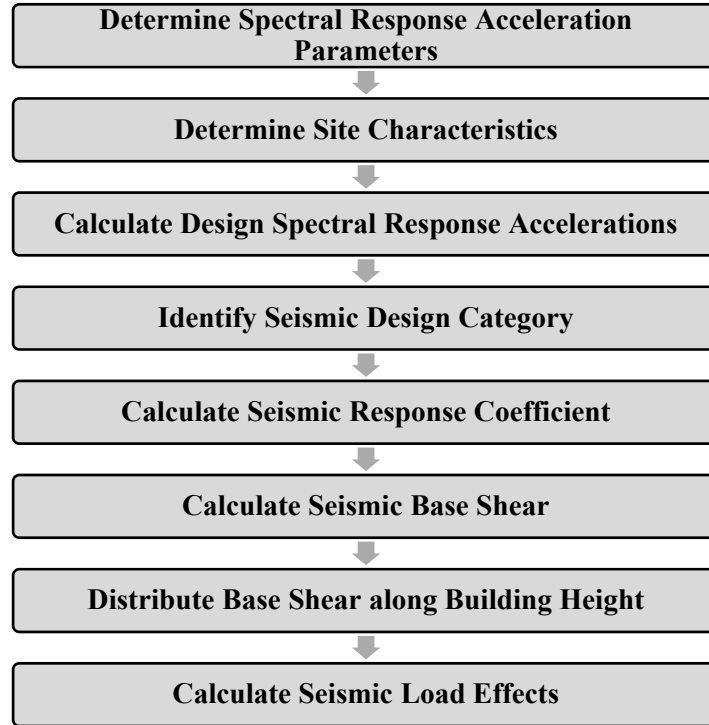 Determine Spectral Response Acceleration
Parameters
Determine Site Characteristics
Calculate Design Spectral Response Accelerations
Identify Seismic Design Category
Calculate Seismic Response Coefficient
Calculate Seismic Base Shear
Distribute Base Shear along Building Height
Calculate Seismic Load Effects